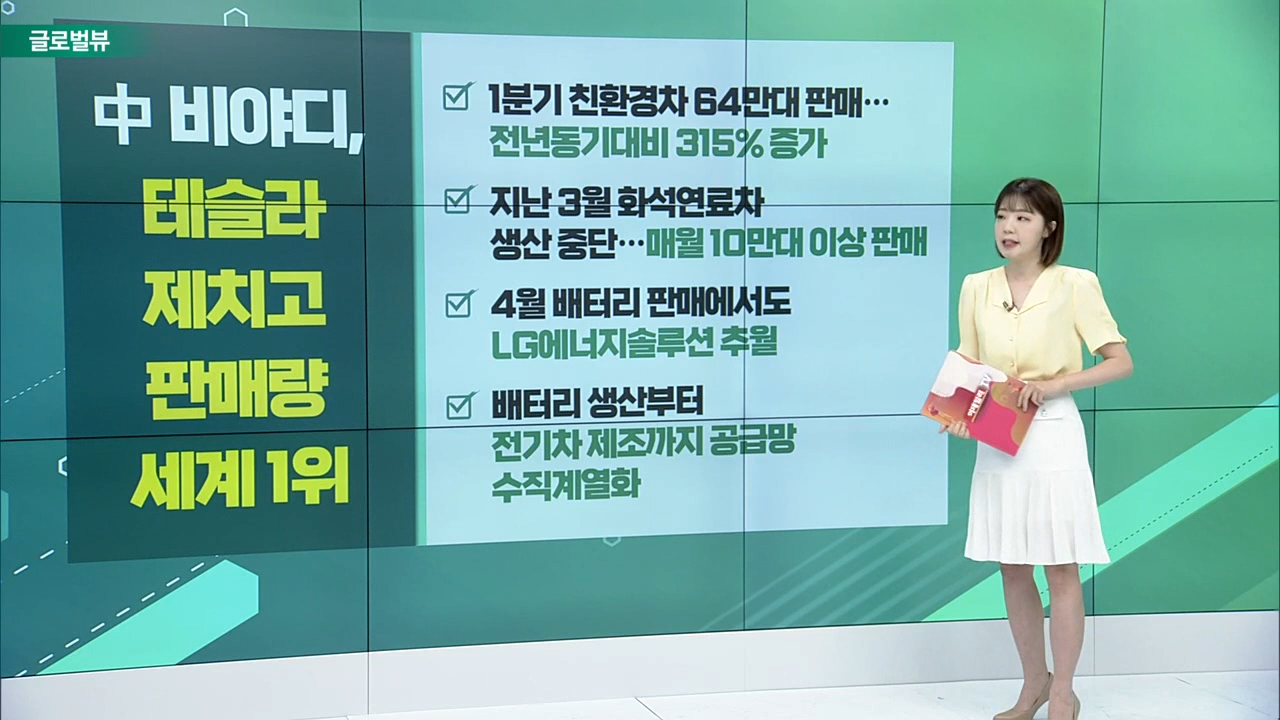 글로벌뷰
中 비야디,
테슬라
제치고
판매량
세계 1위
1분기 친환경차 64만대 판매…
전년동기대비 315% 증가
지난 3월 화석연료차
생산 중단…매월 10만대 이상 판매
4월 배터리 판매에서도
LG에너지솔루션 추월
배터리 생산부터
전기차 제조까지 공급망
수직계열화